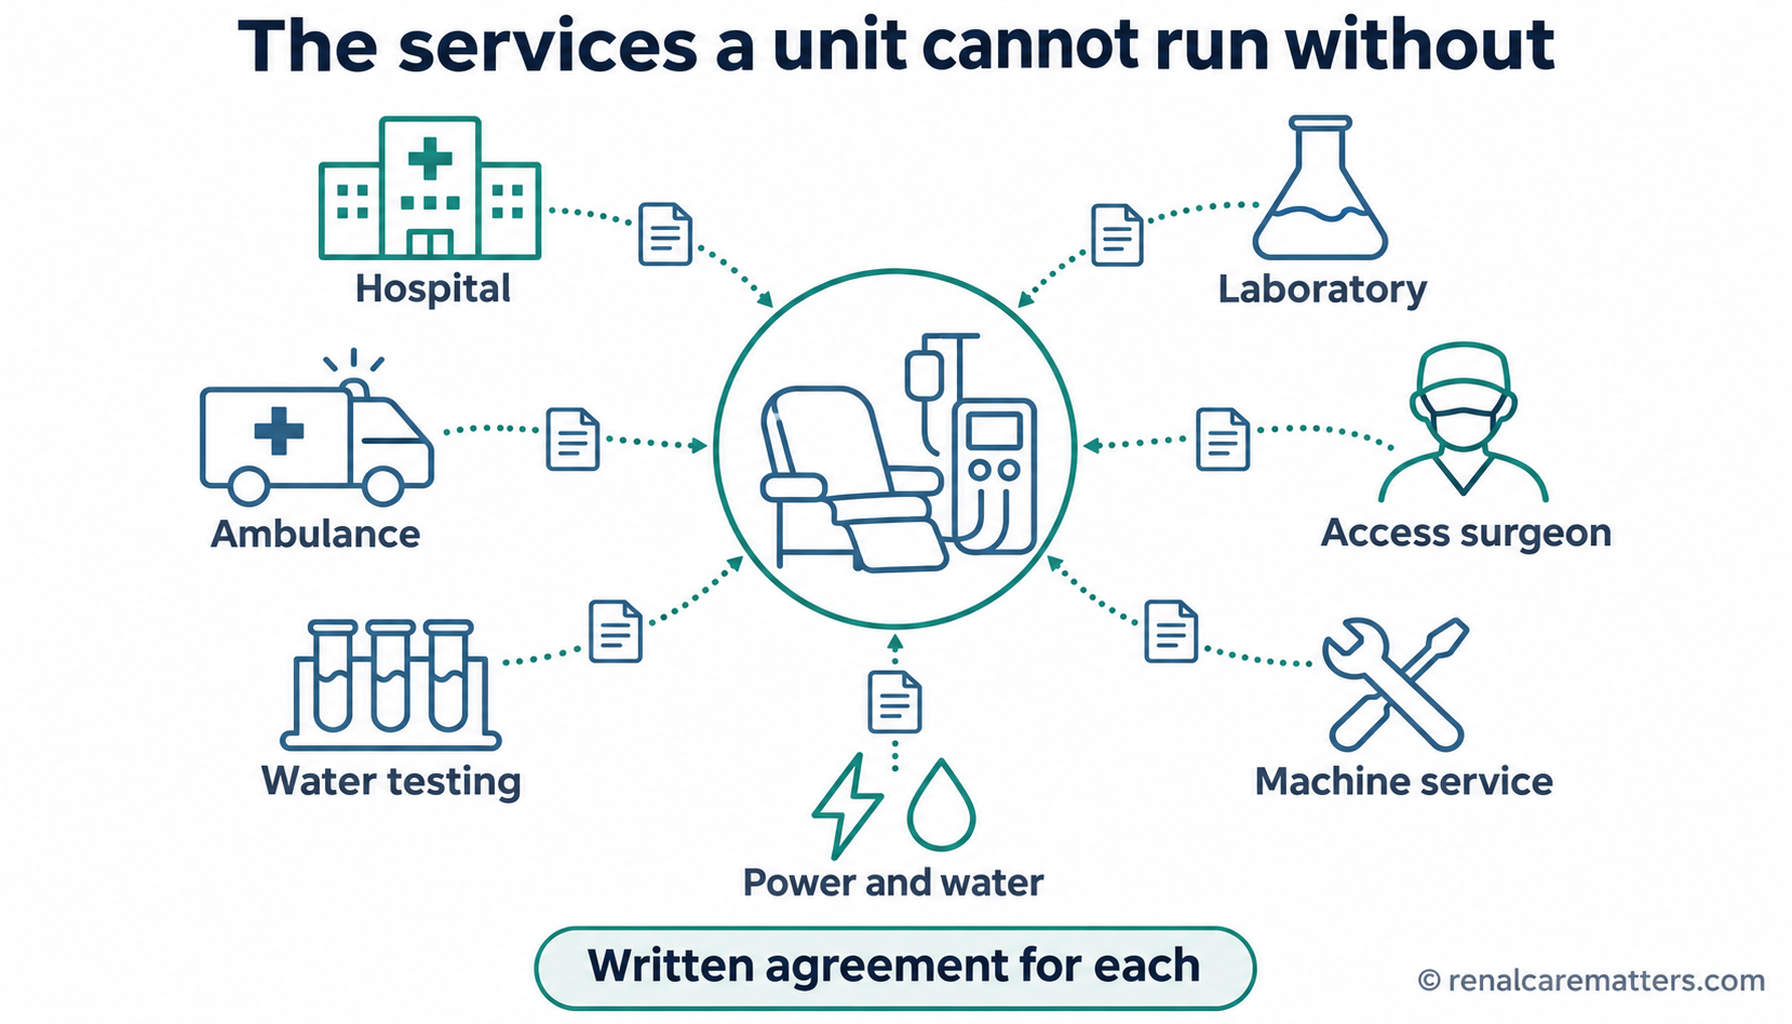 The services a unit cannot run without
Hospital
Laboratory
Ambulance
Access surgeon
Water testing
Machine service
Power and water
Written agreement for each
© renalcarematters.com